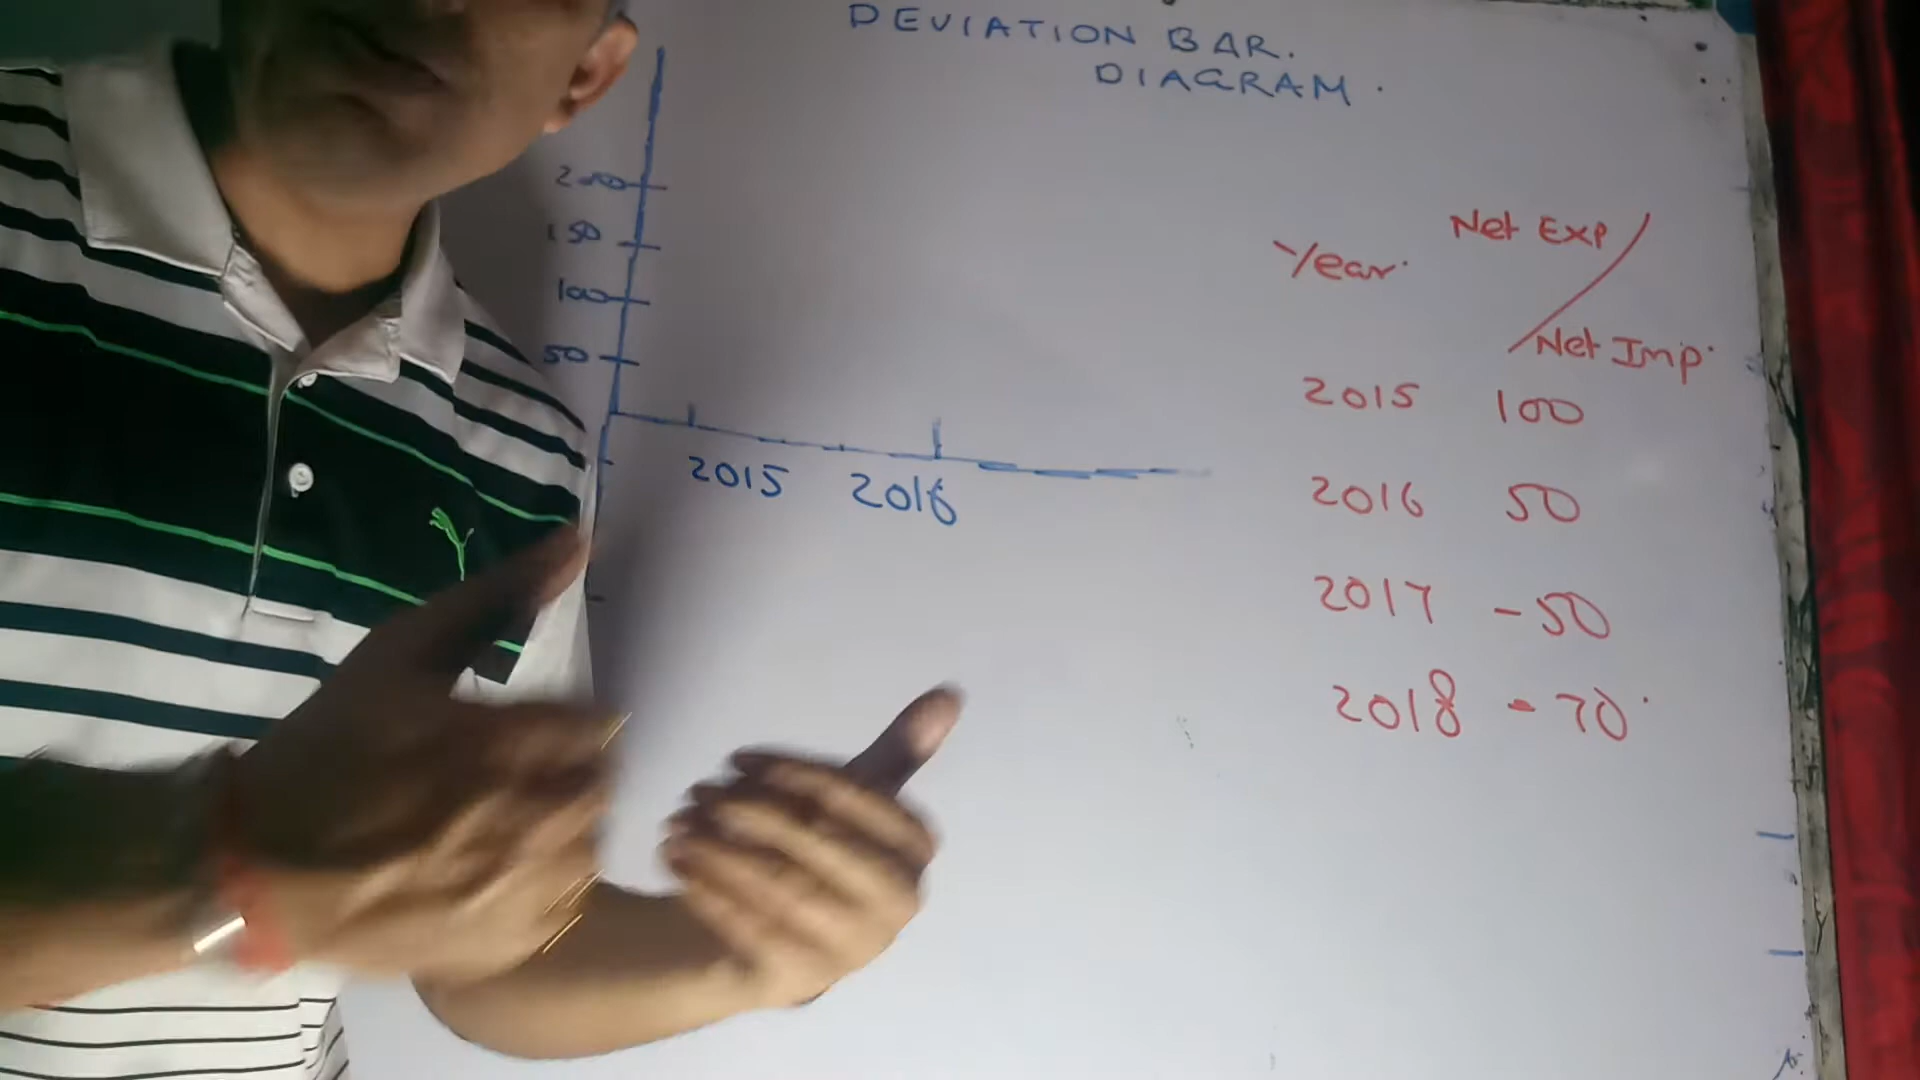 DEVIATION BAR.
DIAGRAM.
200
150
100
50
2015 2016
Year. Net Exp/
Net Imp.
2015 100
2016 50
2017 -50
2018 -70